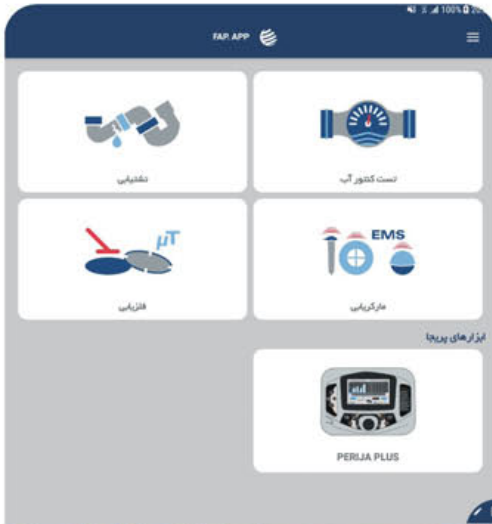 100%
FAP. APP
تست کنتور آب
نشتیابی
EMS
µT
مارکریابی
فلزیابی
ابزارهای پریجا
PERIJA PLUS